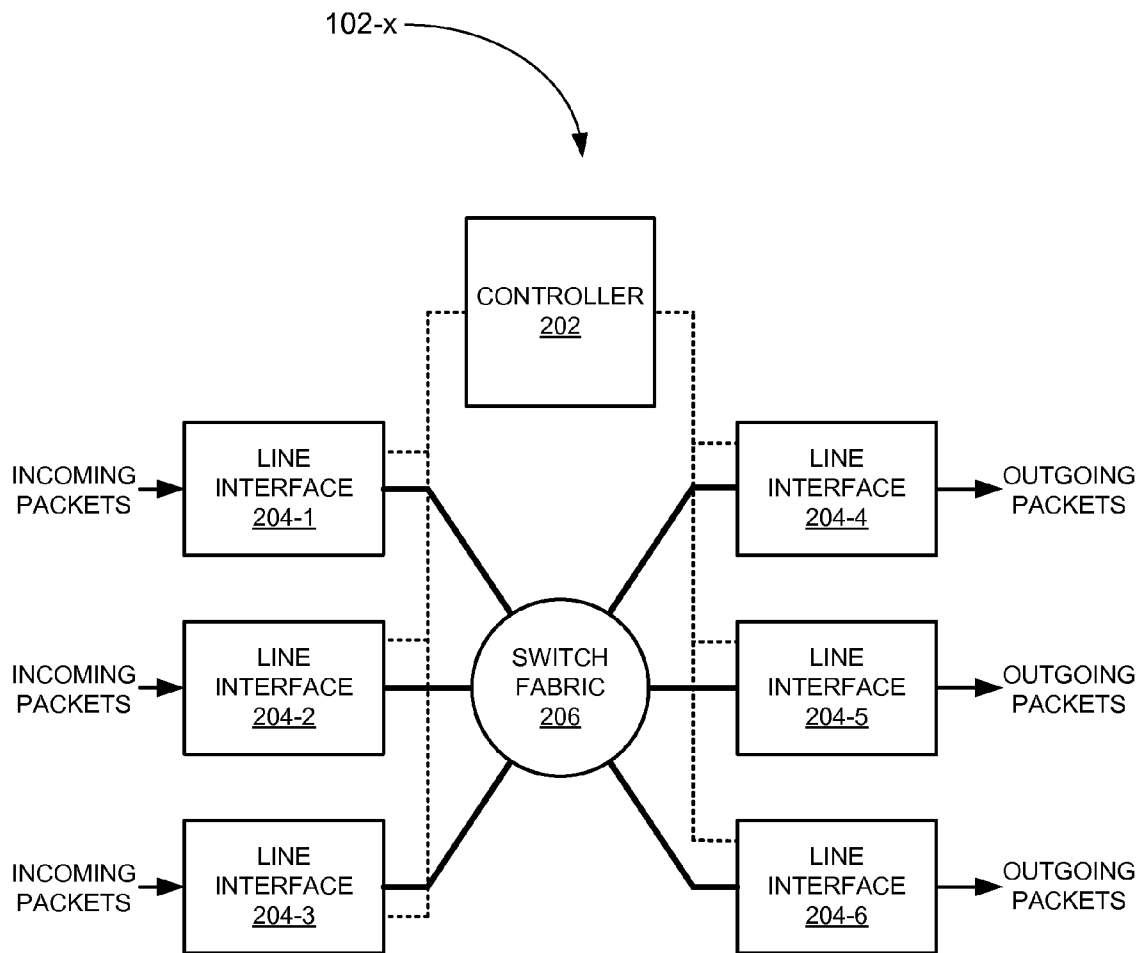 102-x
CONTROLLER
202
INCOMING
PACKETS
LINE
INTERFACE
204-1
LINE
INTERFACE
204-4
OUTGOING
PACKETS
INCOMING
PACKETS
LINE
INTERFACE
204-2
SWITCH
FABRIC
206
LINE
INTERFACE
204-5
OUTGOING
PACKETS
INCOMING
PACKETS
LINE
INTERFACE
204-3
LINE
INTERFACE
204-6
OUTGOING
PACKETS